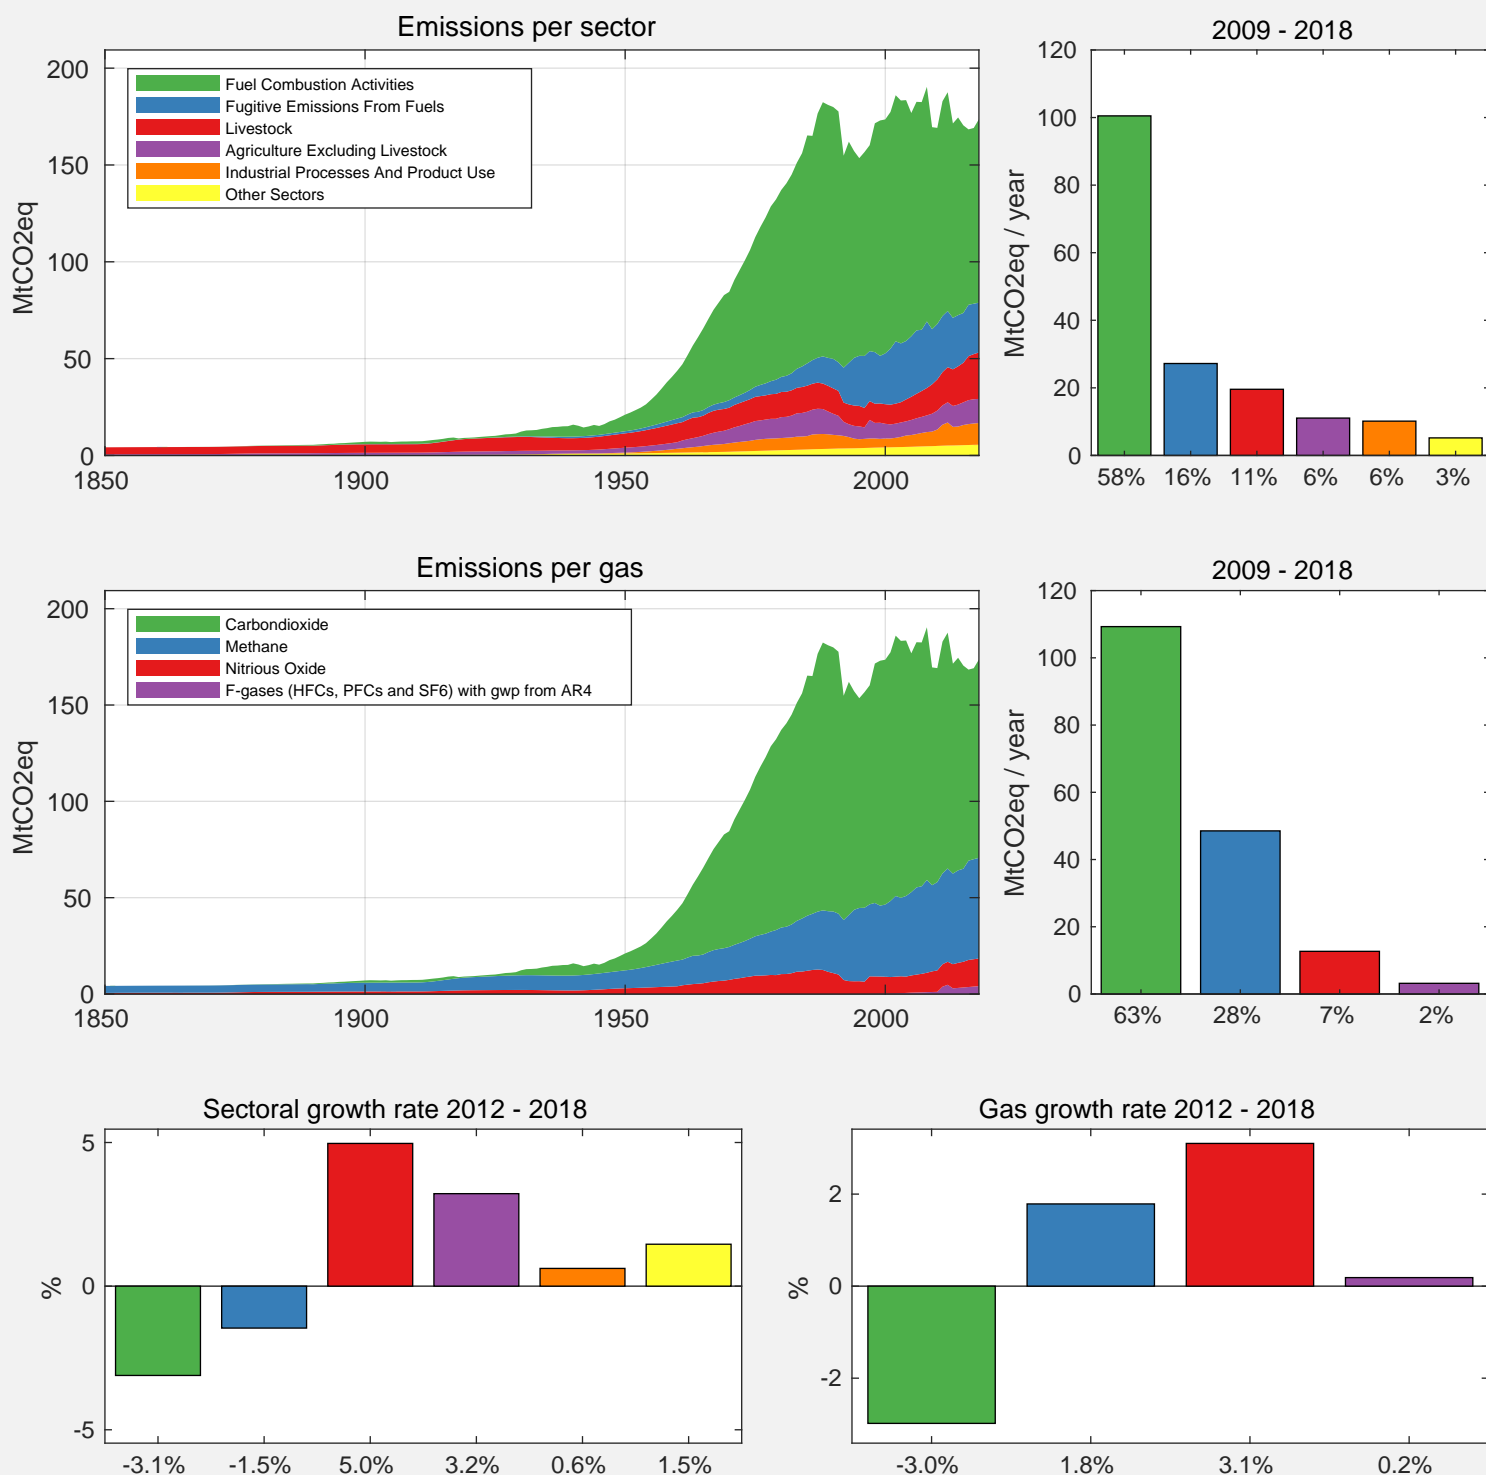 Emissions per sector
200
150
100
50
0
MtCO2eq
1850 1900 1950 2000
Fuel Combustion Activities
Fugitive Emissions From Fuels
Livestock
Agriculture Excluding Livestock
Industrial Processes And Product Use
Other Sectors
2009 - 2018
120
100
80
60
40
20
0
MtCO2eq / year
58% 16% 11% 6% 6% 3%
Emissions per gas
200
150
100
50
0
MtCO2eq
1850 1900 1950 2000
Carbondioxide
Methane
Nitrious Oxide
F-gases (HFCs, PFCs and SF6) with gwp from AR4
2009 - 2018
120
100
80
60
40
20
0
MtCO2eq / year
63% 28% 7% 2%
Sectoral growth rate 2012 - 2018
5
0
-5
%
-3.1% -1.5% 5.0% 3.2% 0.6% 1.5%
Gas growth rate 2012 - 2018
2
0
-2
%
-3.0% 1.8% 3.1% 0.2%